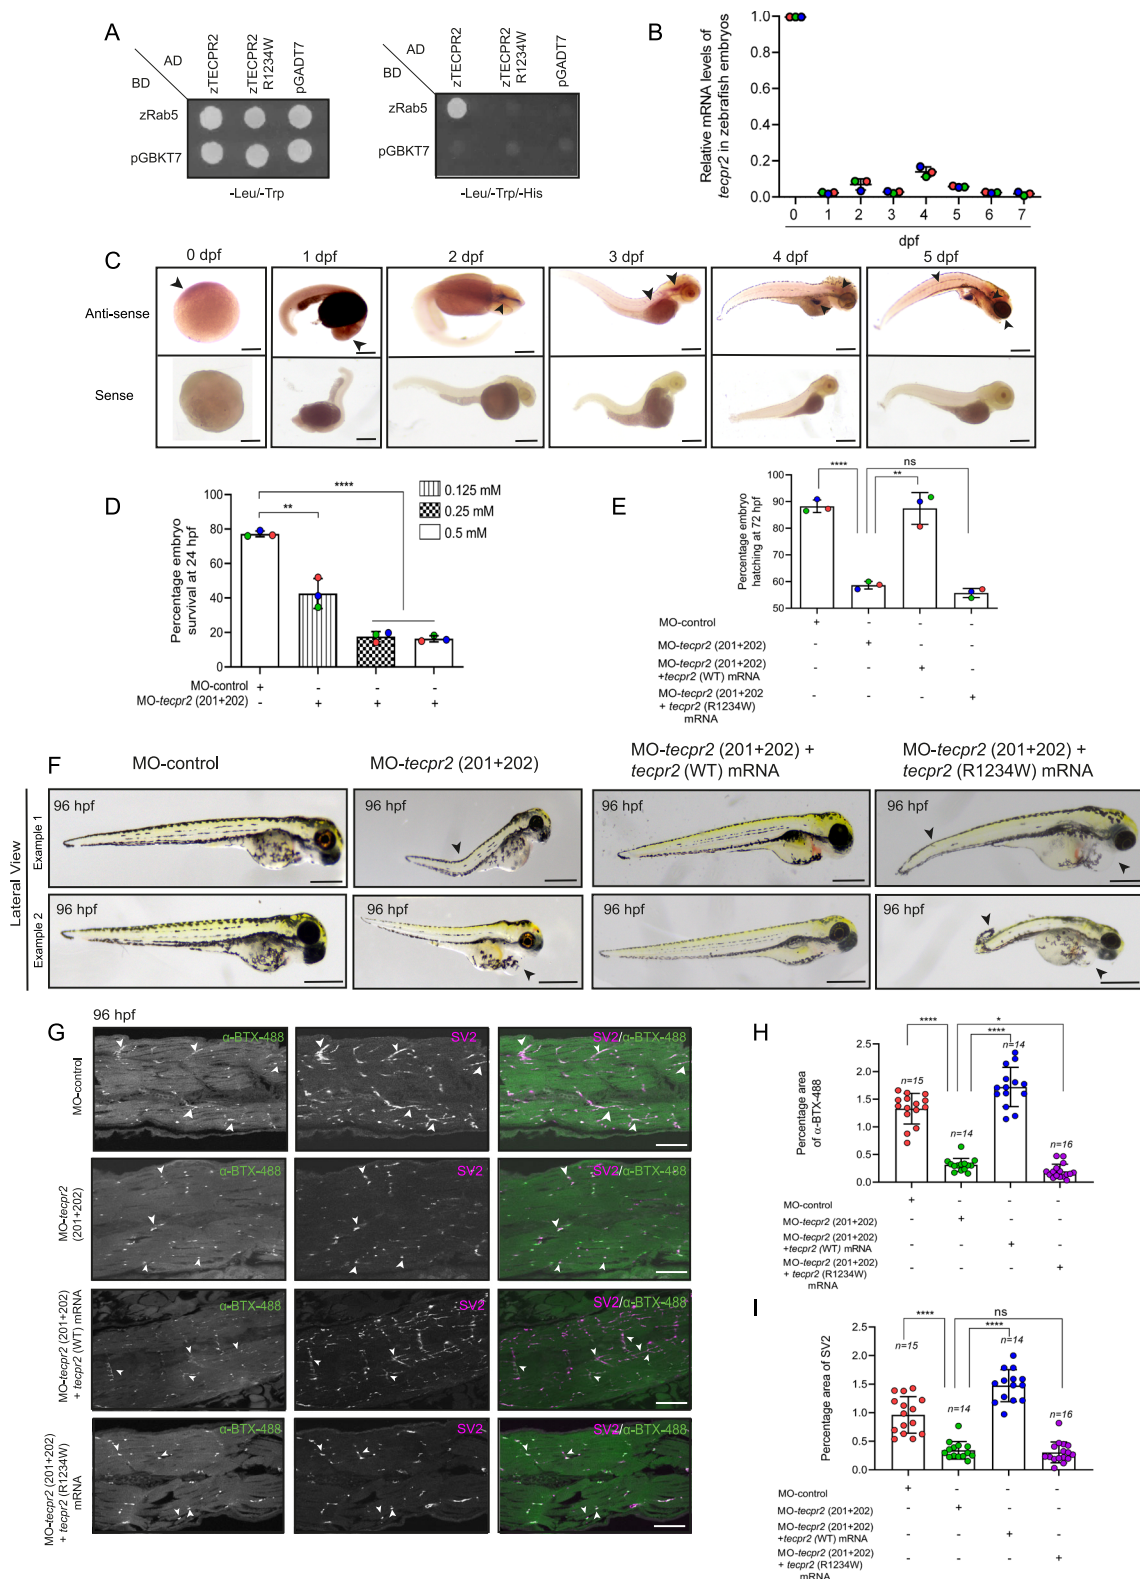 A
AD
BD
zTECPR2
zTECPR2
R1234W
pGADT7
zRab5
pGBKT7
-Leu/-Trp
AD
BD
zTECPR2
zTECPR2
R1234W
pGADT7
zRab5
pGBKT7
-Leu/-Trp/-His
B
Relative mRNA levels of
tecpr2 in zebrafish embryos
1.0
0.8
0.6
0.4
0.2
0.0
0 1 2 3 4 5 6 7
dpf
C
0 dpf 1 dpf 2 dpf 3 dpf 4 dpf 5 dpf
Anti-sense
Sense
D
Percentage embryo
survival at 24 hpf
100
80
60
40
20
0
**
****
0.125 mM
0.25 mM
0.5 mM
MO-control + - - -
MO-tecpr2 (201+202) - + + +
E
Percentage embryo
hatching at 72 hpf
100
90
80
70
60
50
****
**
ns
MO-control + - - -
MO-tecpr2 (201+202) - + - -
MO-tecpr2 (201+202)
+tecpr2 (WT) mRNA - - + -
MO-tecpr2 (201+202
+ tecpr2 (R1234W)
mRNA - - - +
F
MO-control
MO-tecpr2 (201+202)
MO-tecpr2 (201+202) +
tecpr2 (WT) mRNA
MO-tecpr2 (201+202) +
tecpr2 (R1234W) mRNA
Lateral View
Example 1
96 hpf 96 hpf 96 hpf 96 hpf
Example 2
96 hpf 96 hpf 96 hpf 96 hpf
G
96 hpf
MO-control
α-BTX-488 SV2 SV2/α-BTX-488
MO-tecpr2
(201+202)
α-BTX-488 SV2 SV2/α-BTX-488
MO-tecpr2 (201+202)
+ tecpr2 (WT) mRNA
α-BTX-488 SV2 SV2/α-BTX-488
MO-tecpr2 (201+202)
+ tecpr2 (R1234W)
mRNA
α-BTX-488 SV2 SV2/α-BTX-488
H
Percentage area
of α-BTX-488
2.5
2.0
1.5
1.0
0.5
0.0
****
*
****
n=15
n=14
n=14
n=16
MO-control + - - -
MO-tecpr2 (201+202) - + - -
MO-tecpr2 (201+202)
+tecpr2 (WT) mRNA - - + -
MO-tecpr2 (201+202)
+ tecpr2 (R1234W)
mRNA - - - +
I
Percentage area of SV2
2.5
2.0
1.5
1.0
0.5
0.0
****
ns
****
n=15
n=14
n=14
n=16
MO-control + - - -
MO-tecpr2 (201+202) - + - -
MO-tecpr2 (201+202)
+tecpr2 (WT) mRNA - - + -
MO-tecpr2 (201+202)
+ tecpr2 (R1234W)
mRNA - - - +